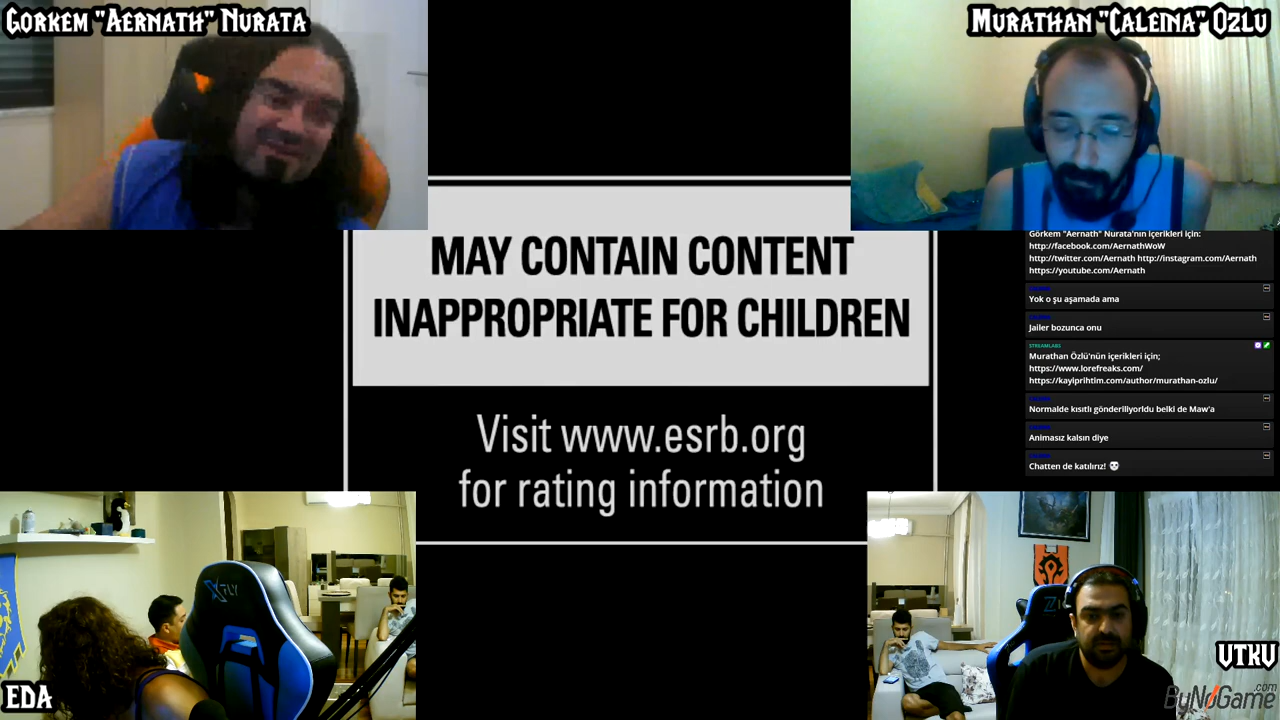 GORKEM "AERNATH" NURATA
MURATHAN "CALEINA" OZLU
MAY CONTAIN CONTENT
INAPPROPRIATE FOR CHILDREN
Visit www.esrb.org
for rating information
Görkem "Aernath" Nurata'nın içerikleri için:
http://facebook.com/AernathWoW
http://twitter.com/Aernath http://instagram.com/Aernath
https://youtube.com/Aernath
Yok o şu aşamada ama
Jailer bozunca onu
STREAMLABS
Murathan Özlü'nün içerikleri için;
https://www.lorefreaks.com/
https://kayiprihtim.com/author/murathan-ozlu/
Normalde kısıtlı gönderiliyorldu belki de Maw'a
Animasız kalsın diye
Chatten de katılırız!
EDA
UTKU
ByNoGame.com